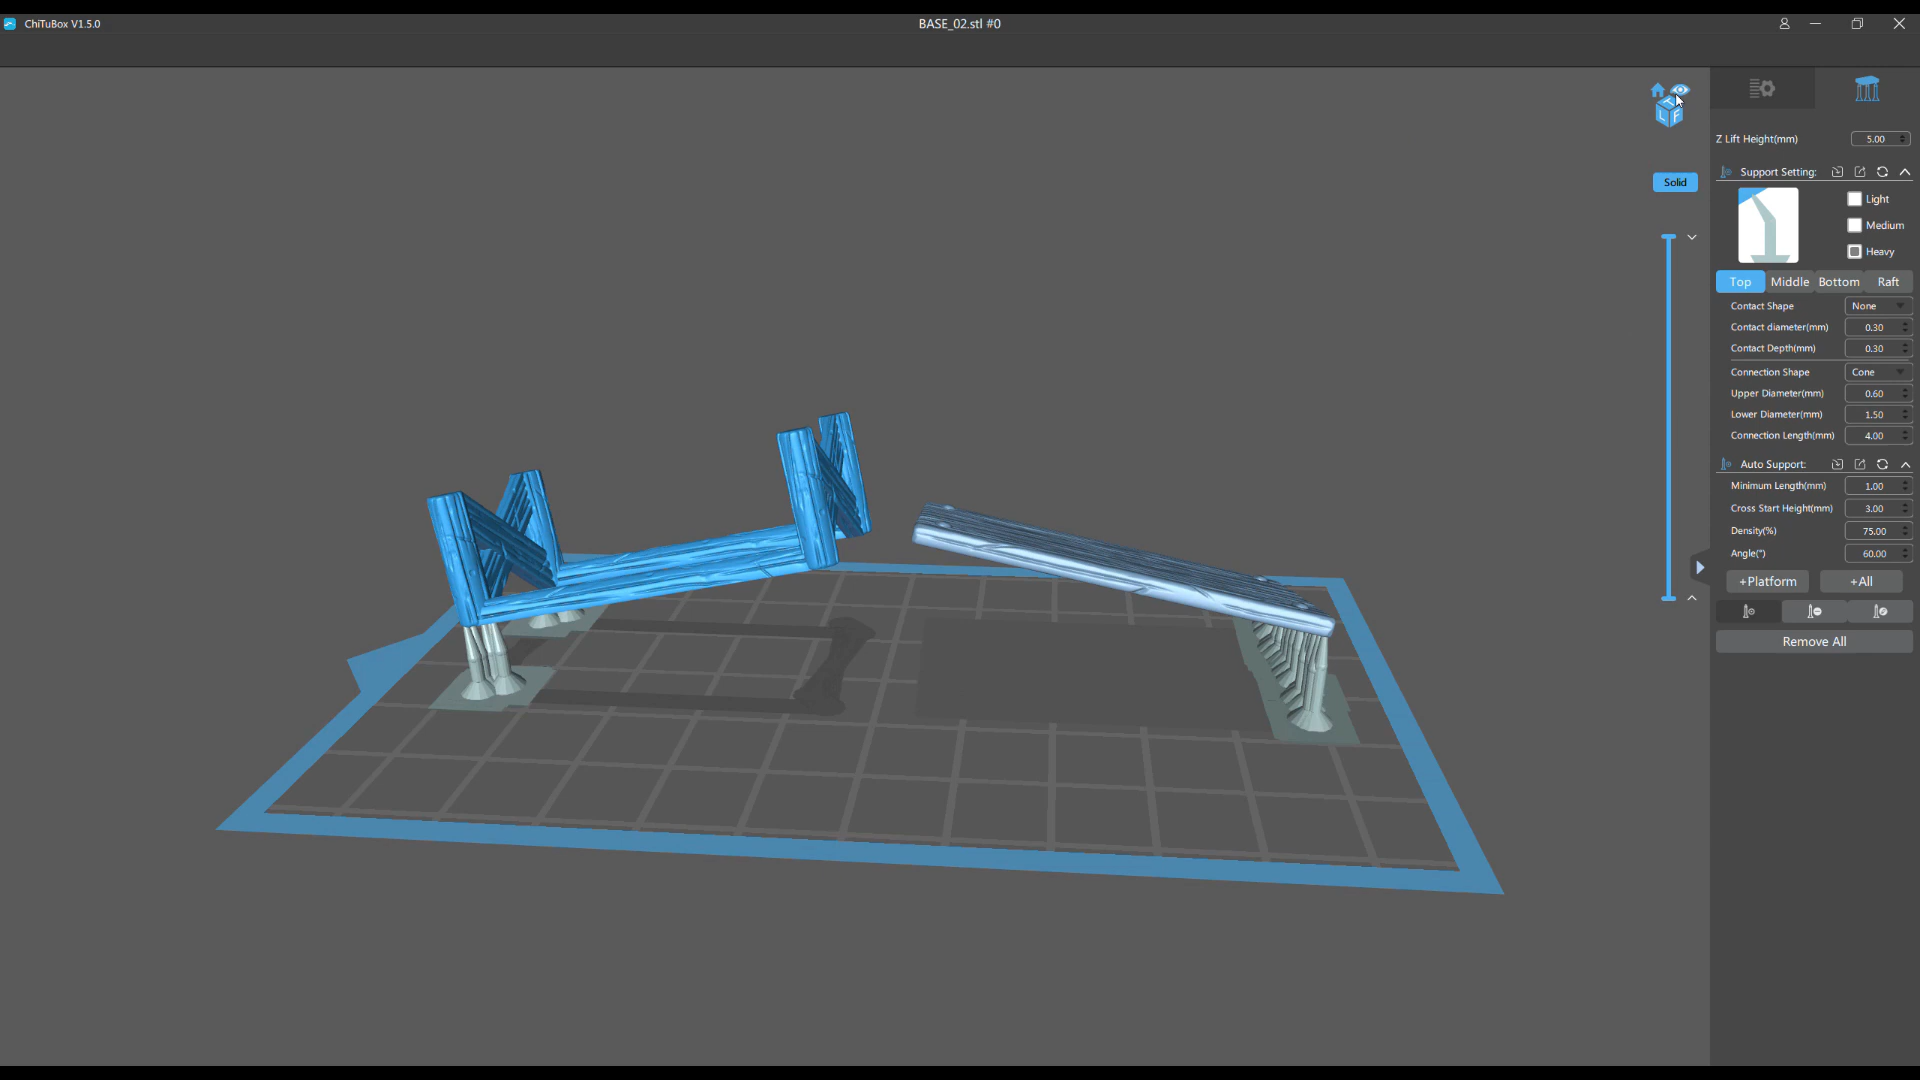 ChiTuBox V1.5.0
BASE_02.stl #0
Z Lift Height(mm) 5.00
Support Setting:
Light
Medium
Heavy
Top Middle Bottom Raft
Contact Shape None
Contact diameter(mm) 0.30
Contact Depth(mm) 0.30
Connection Shape Cone
Upper Diameter(mm) 0.60
Lower Diameter(mm) 1.50
Connection Length(mm) 4.00
Auto Support:
Minimum Length(mm) 1.00
Cross Start Height(mm) 3.00
Density(%) 75.00
Angle(°) 60.00
+Platform +All
Remove All
T
L F
Solid